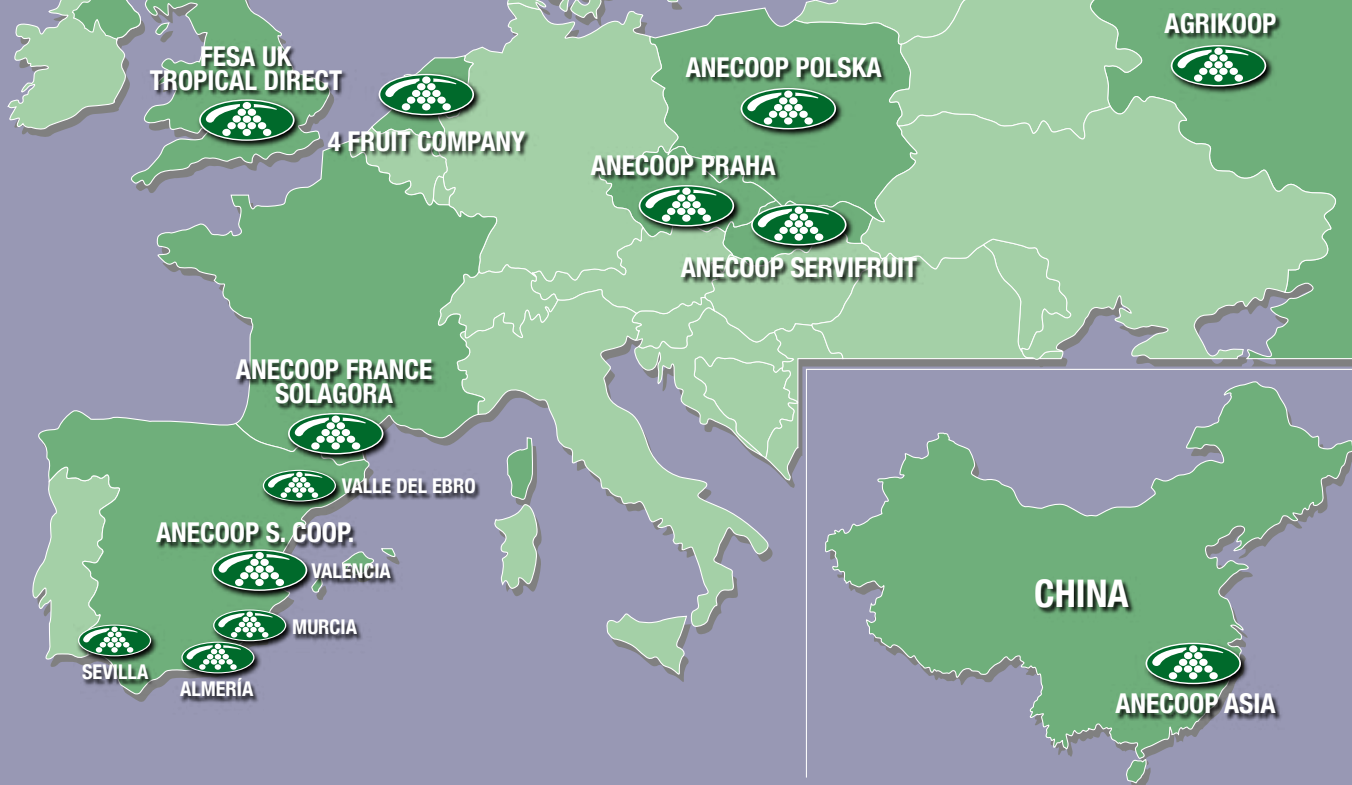 AGRIKOOP
FESA UK
TROPICAL DIRECT
ANECOOP POLSKA
4 FRUIT COMPANY
ANECOOP PRAHA
ANECOOP SERVIFRUIT
ANECOOP FRANCE
SOLAGORA
VALLE DEL EBRO
ANECOOP S. COOP.
VALENCIA
MURCIA
SEVILLA
ALMERÍA
CHINA
ANECOOP ASIA